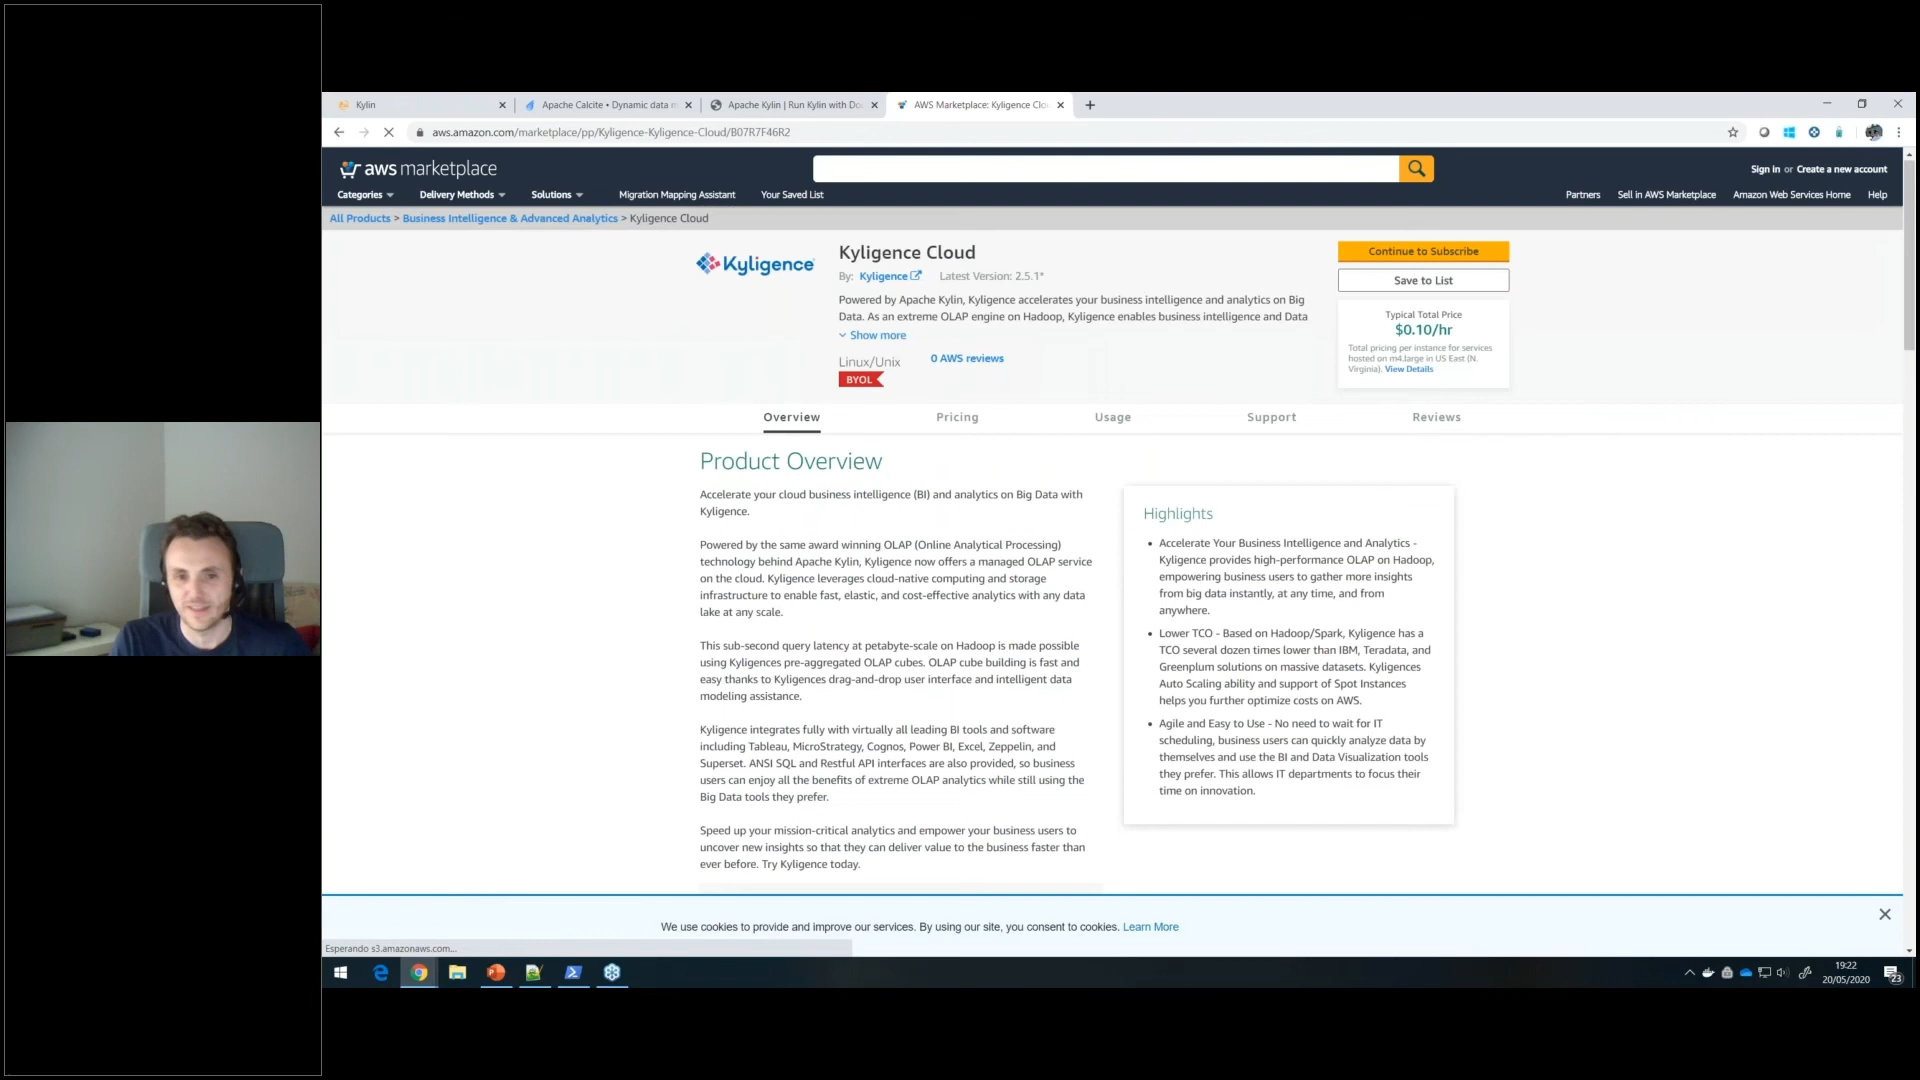 Kylin
Apache Calcite • Dynamic data m
Apache Kylin | Run Kylin with Do
AWS Marketplace: Kyligence Clo
aws.amazon.com/marketplace/pp/Kyligence-Kyligence-Cloud/B07R7F46R2
aws marketplace
Sign in or Create a new account
Categories
Delivery Methods
Solutions
Migration Mapping Assistant
Your Saved List
Partners
Sell in AWS Marketplace
Amazon Web Services Home
Help
All Products > Business Intelligence & Advanced Analytics > Kyligence Cloud
Kyligence
Kyligence Cloud
By: Kyligence Latest Version: 2.5.1*
Powered by Apache Kylin, Kyligence accelerates your business intelligence and analytics on Big
Data. As an extreme OLAP engine on Hadoop, Kyligence enables business intelligence and Data
Show more
Linux/Unix
0 AWS reviews
BYOL
Continue to Subscribe
Save to List
Typical Total Price
$0.10/hr
Total pricing per instance for services
hosted on m4.large in US East (N.
Virginia). View Details
Overview
Pricing
Usage
Support
Reviews
Product Overview
Accelerate your cloud business intelligence (BI) and analytics on Big Data with
Kyligence.
Powered by the same award winning OLAP (Online Analytical Processing)
technology behind Apache Kylin, Kyligence now offers a managed OLAP service
on the cloud. Kyligence leverages cloud-native computing and storage
infrastructure to enable fast, elastic, and cost-effective analytics with any data
lake at any scale.
This sub-second query latency at petabyte-scale on Hadoop is made possible
using Kyligences pre-aggregated OLAP cubes. OLAP cube building is fast and
easy thanks to Kyligences drag-and-drop user interface and intelligent data
modeling assistance.
Kyligence integrates fully with virtually all leading BI tools and software
including Tableau, MicroStrategy, Cognos, Power BI, Excel, Zeppelin, and
Superset. ANSI SQL and Restful API interfaces are also provided, so business
users can enjoy all the benefits of extreme OLAP analytics while still using the
Big Data tools they prefer.
Speed up your mission-critical analytics and empower your business users to
uncover new insights so that they can deliver value to the business faster than
ever before. Try Kyligence today.
Highlights
• Accelerate Your Business Intelligence and Analytics -
Kyligence provides high-performance OLAP on Hadoop,
empowering business users to gather more insights
from big data instantly, at any time, and from
anywhere.
• Lower TCO - Based on Hadoop/Spark, Kyligence has a
TCO several dozen times lower than IBM, Teradata, and
Greenplum solutions on massive datasets. Kyligences
Auto Scaling ability and support of Spot Instances
helps you further optimize costs on AWS.
• Agile and Easy to Use - No need to wait for IT
scheduling, business users can quickly analyze data by
themselves and use the BI and Data Visualization tools
they prefer. This allows IT departments to focus their
time on innovation.
We use cookies to provide and improve our services. By using our site, you consent to cookies. Learn More
Esperando s3.amazonaws.com...
19:22
20/05/2020
23